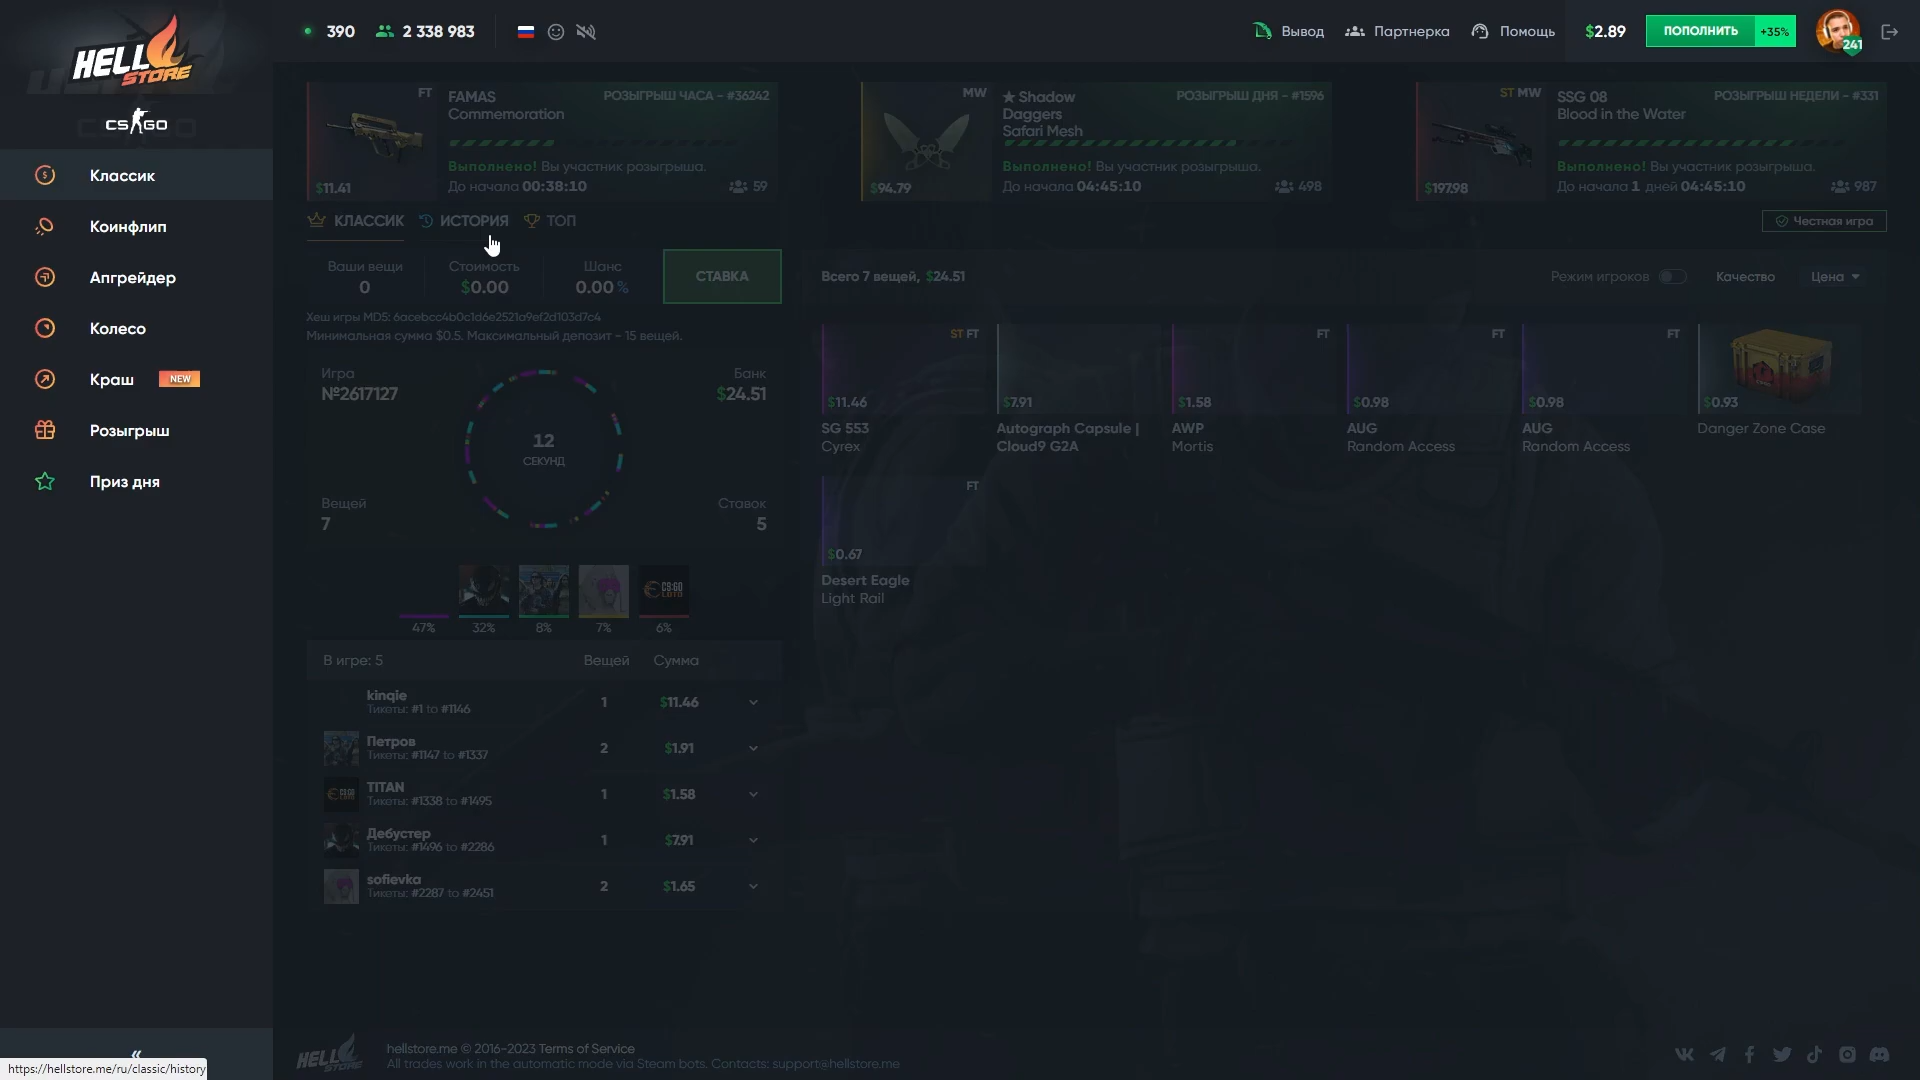 HELL
STORE
CS GO
Классик
Коинфлип
Апгрейдер
Колесо
Краш NEW
Розыгрыш
Приз дня
«
https://hellstore.me/ru/classic/history
390 2 338 983
Вывод Партнерка Помощь $2.89 ПОПОЛНИТЬ +35% 241
FT FAMAS РОЗЫГРЫШ ЧАСА - #36242
Commemoration
Выполнено! Вы участник розыгрыша.
$11.41 До начала 00:38:10 59
MW ★ Shadow РОЗЫГРЫШ ДНЯ - #1596
Daggers
Safari Mesh
Выполнено! Вы участник розыгрыша.
$94.79 До начала 04:45:10 498
ST MW SSG 08 РОЗЫГРЫШ НЕДЕЛИ - #331
Blood in the Water
Выполнено! Вы участник розыгрыша.
$197.98 До начала 1 дней 04:45:10 987
КЛАССИК ИСТОРИЯ ТОП Честная игра
Ваши вещи Стоимость Шанс
0 $0.00 0.00 %
СТАВКА
Хеш игры MD5: 6acebcc4b0c1d6e2521a9ef2d103d7c4
Минимальная сумма $0.5. Максимальный депозит - 15 вещей.
Игра Банк
№2617127 $24.51
12
СЕКУНД
Вещей Ставок
7 5
CS:GO
LOTO
47% 32% 8% 7% 6%
В игре: 5 Вещей Сумма
kinqie 1 $11.46
Тикеты: #1 to #1146
Петров 2 $1.91
Тикеты: #1147 to #1337
TITAN 1 $1.58
Тикеты: #1338 to #1495
Дебустер 1 $7.91
Тикеты: #1496 to #2286
sofievka 2 $1.65
Тикеты: #2287 to #2451
Всего 7 вещей, $24.51 Режим игроков Качество Цена
ST FT FT FT FT
$11.46 $7.91 $1.58 $0.98 $0.98 $0.93
SG 553 Autograph Capsule | AWP AUG AUG Danger Zone Case
Cyrex Cloud9 G2A Mortis Random Access Random Access
FT
$0.67
Desert Eagle
Light Rail
HELL
STORE
hellstore.me © 2016-2023 Terms of Service
All trades work in the automatic mode via Steam bots. Contacts: support@hellstore.me